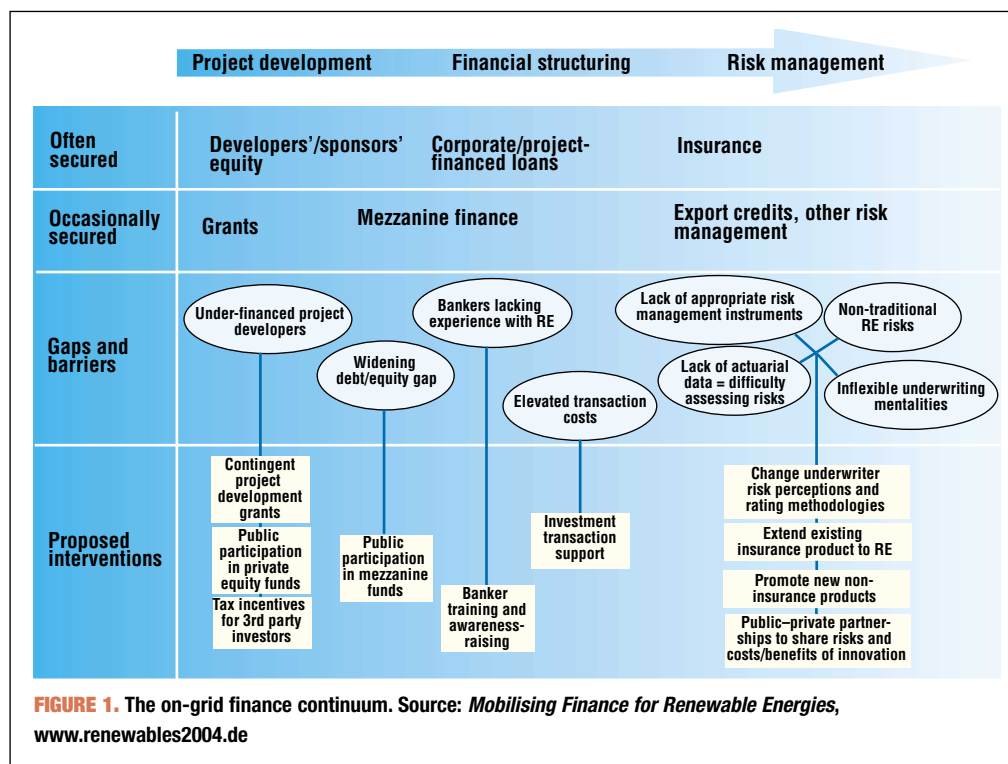 Project development
Financial structuring
Risk management
Often
secured
Developers'/sponsors'
equity
Corporate/project-
financed loans
Insurance
Occasionally
secured
Grants
Mezzanine finance
Export credits, other risk
management
Gaps and
barriers
Under-financed project
developers
Widening
debt/equity gap
Bankers lacking
experience with RE
Elevated transaction
costs
Lack of appropriate risk
management instruments
Non-traditional
RE risks
Lack of actuarial
data = difficulty
assessing risks
Inflexible underwriting
mentalities
Proposed
interventions
Contingent
project
development
grants
Public
participation
in private
equity funds
Tax incentives
for 3rd party
investors
Public
participation
in mezzanine
funds
Banker
training and
awareness-
raising
Investment
transaction
support
Change underwriter
risk perceptions and
rating methodologies
Extend existing
insurance product to RE
Promote new non-
insurance products
Public–private partner-
ships to share risks and
costs/benefits of innovation
FIGURE 1. The on-grid finance continuum. Source: Mobilising Finance for Renewable Energies,
www.renewables2004.de